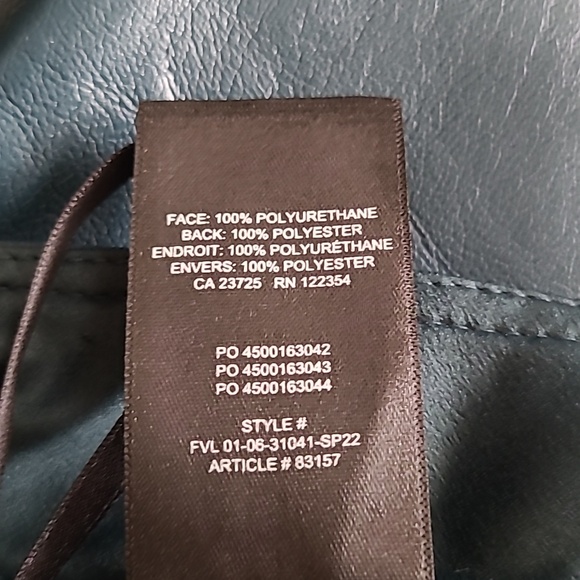 FACE: 100% POLYURETHANE
BACK: 100% POLYESTER
ENDROIT: 100% POLYURÉTHANE
ENVERS: 100% POLYESTER
CA 23725 RN 122354
PO 4500163042
PO 4500163043
PO 4500163044
STYLE #
FVL 01-06-31041-SP22
ARTICLE # 83157